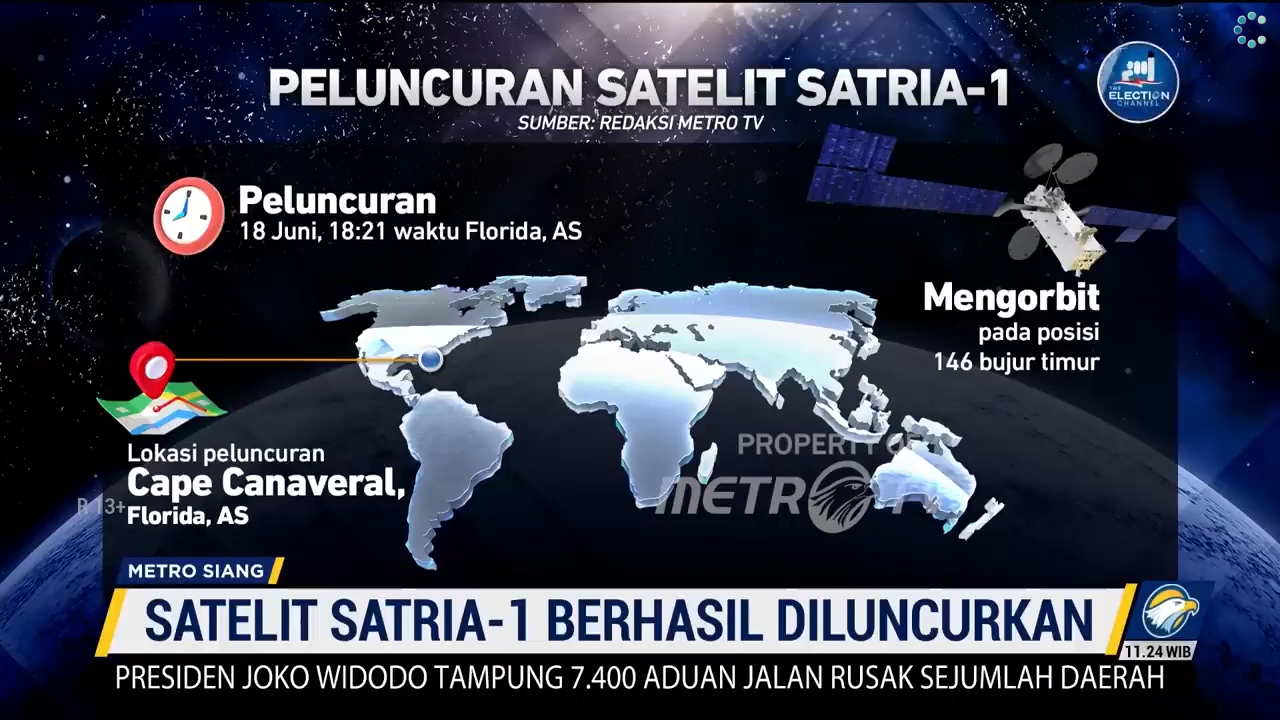 PELUNCURAN SATELIT SATRIA-1
SUMBER: REDAKSI METRO TV
THE
ELECTION
CHANNEL
Peluncuran
18 Juni, 18:21 waktu Florida, AS
Mengorbit
pada posisi
146 bujur timur
Lokasi peluncuran
Cape Canaveral,
Florida, AS
R 13+
PROPERTY OF
METRO TV
METRO SIANG
SATELIT SATRIA-1 BERHASIL DILUNCURKAN
11.24 WIB
PRESIDEN JOKO WIDODO TAMPUNG 7.400 ADUAN JALAN RUSAK SEJUMLAH DAERAH